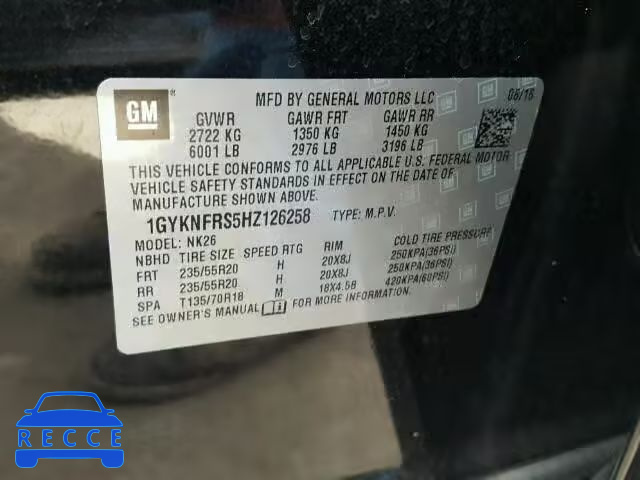 GM ®
MFD BY GENERAL MOTORS LLC 08/16
GVWR GAWR FRT GAWR RR
2722 KG 1350 KG 1450 KG
6001 LB 2976 LB 3196 LB
THIS VEHICLE CONFORMS TO ALL APPLICABLE U.S. FEDERAL MOTOR
VEHICLE SAFETY STANDARDS IN EFFECT ON THE DATE OF
MANUFACTURE SHOWN ABOVE.
1GYKNFRS5HZ126258 TYPE: M.P.V.
MODEL: NK26
NBHD TIRE SIZE SPEED RTG RIM COLD TIRE PRESSURE
FRT 235/55R20 H 20X8J 250KPA(36PSI)
RR 235/55R20 H 20X8J 250KPA(36PSI)
SPA T135/70R18 M 18X4.5B 420KPA(60PSI)
SEE OWNER'S MANUAL FOR MORE INFORMATION.
RECCE